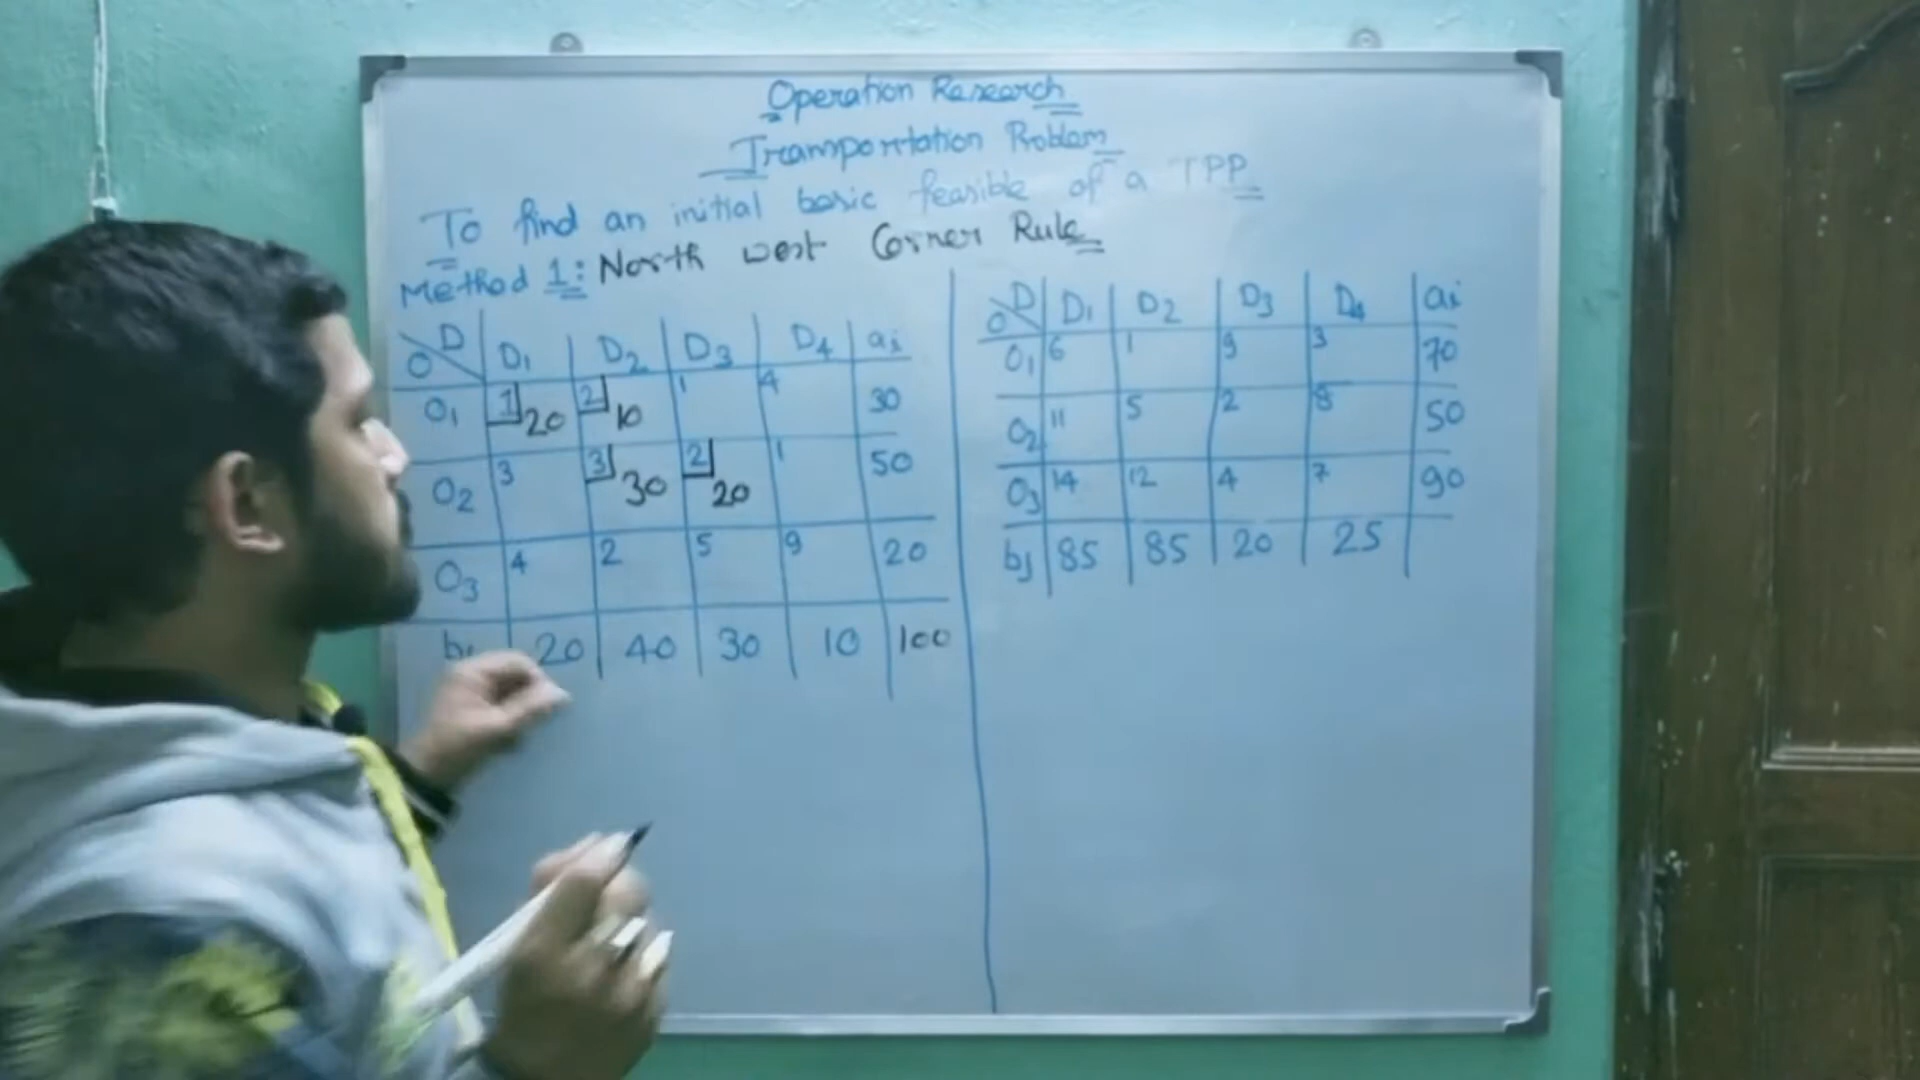 Operation Research
Transportation Problem
To find an initial basic feasible of a TPP
Method 1: North west Corner Rule
O D D1 D2 D3 D4 ai
O1 1 20 2 10 1 4 30
O2 3 3 30 2 20 1 50
O3 4 2 5 9 20
bj 20 40 30 10 100
O D D1 D2 D3 D4 ai
O1 6 1 9 3 70
O2 11 5 2 8 50
O3 14 12 4 7 90
bj 85 85 20 25